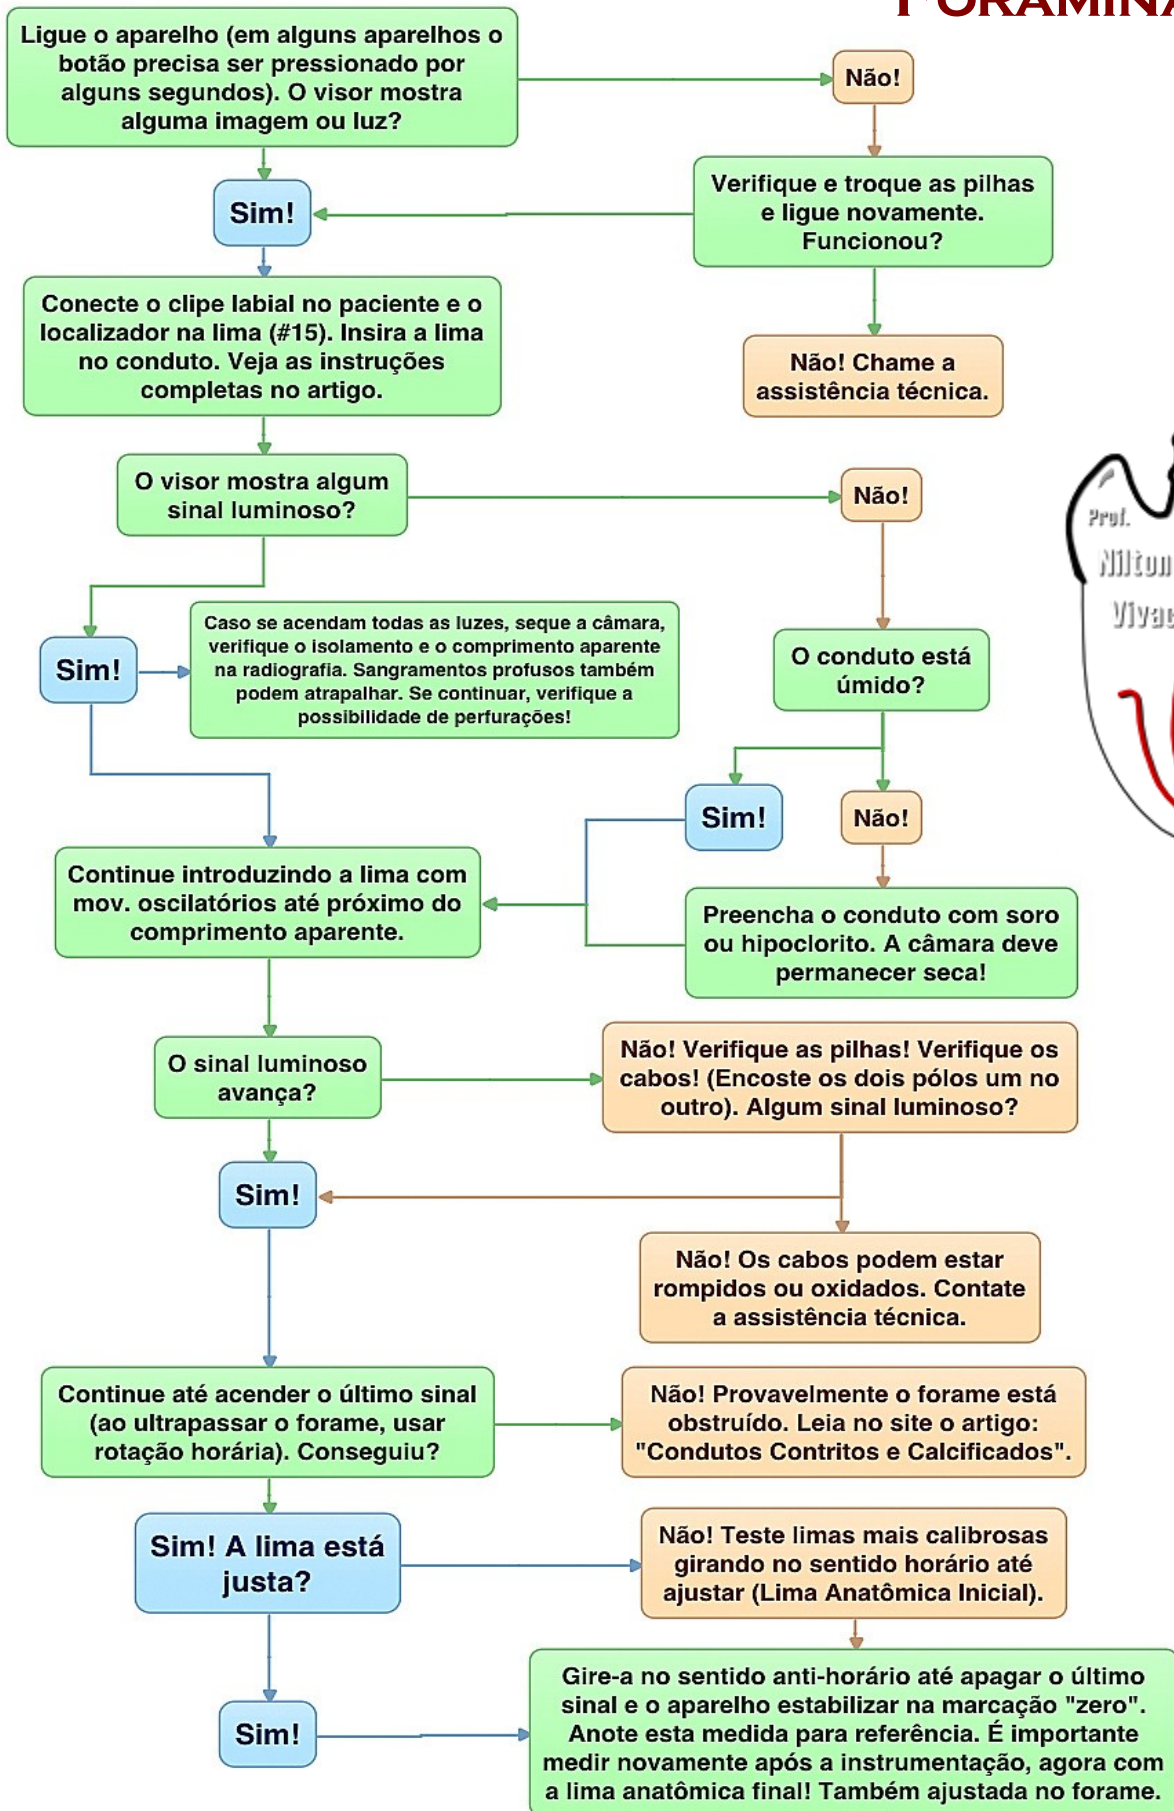 Ligue o aparelho (em alguns aparelhos o
botão precisa ser pressionado por
alguns segundos). O visor mostra
alguma imagem ou luz?
Não!
Sim!
Verifique e troque as pilhas
e ligue novamente.
Funcionou?
Conecte o clipe labial no paciente e o
localizador na lima (#15). Insira a lima
no conduto. Veja as instruções
completas no artigo.
Não! Chame a
assistência técnica.
O visor mostra algum
sinal luminoso?
Não!
Prof.
Nilton
Sim!
Caso se acendam todas as luzes, seque a câmara,
verifique o isolamento e o comprimento aparente
na radiografia. Sangramentos profusos também
podem atrapalhar. Se continuar, verifique a
possibilidade de perfurações!
O conduto está
úmido?
Sim!
Não!
Continue introduzindo a lima com
mov. oscilatórios até próximo do
comprimento aparente.
Preencha o conduto com soro
ou hipoclorito. A câmara deve
permanecer seca!
O sinal luminoso
avança?
Não! Verifique as pilhas! Verifique os
cabos! (Encoste os dois pólos um no
outro). Algum sinal luminoso?
Sim!
Não! Os cabos podem estar
rompidos ou oxidados. Contate
a assistência técnica.
Continue até acender o último sinal
(ao ultrapassar o forame, usar
rotação horária). Conseguiu?
Não! Provavelmente o forame está
obstruído. Leia no site o artigo:
"Condutos Contritos e Calcificados".
Sim! A lima está
justa?
Não! Teste limas mais calibrosas
girando no sentido horário até
ajustar (Lima Anatômica Inicial).
Sim!
Gire-a no sentido anti-horário até apagar o último
sinal e o aparelho estabilizar na marcação "zero".
Anote esta medida para referência. É importante
medir novamente após a instrumentação, agora com
a lima anatômica final! Também ajustada no forame.